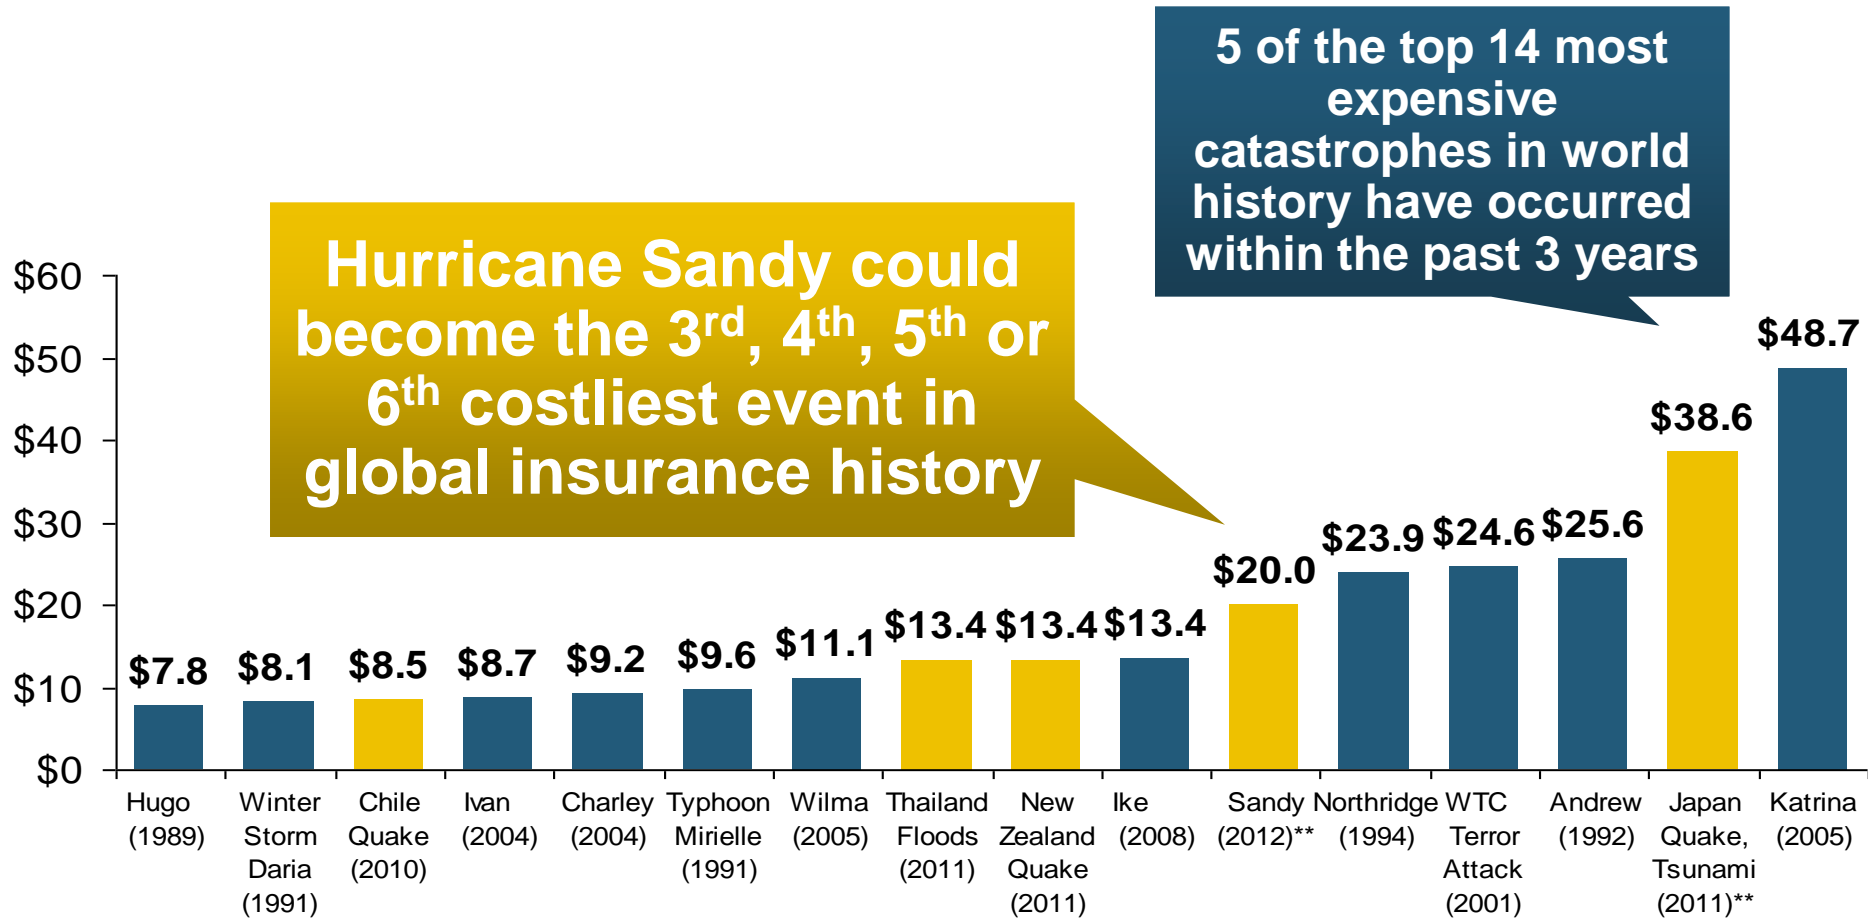 5 of the top 14 most
expensive
catastrophes in world
history have occurred
within the past 3 years
Hurricane Sandy could
become the 3rd, 4th, 5th or
6th costliest event in
global insurance history
$60
$50
$40
$30
$20
$10
$0
$7.8
$8.1
$8.5
$8.7
$9.2
$9.6
$11.1
$13.4
$13.4
$13.4
$20.0
$23.9
$24.6
$25.6
$38.6
$48.7
Hugo
(1989)
Winter
Storm
Daria
(1991)
Chile
Quake
(2010)
Ivan
(2004)
Charley
(2004)
Typhoon
Mirielle
(1991)
Wilma
(2005)
Thailand
Floods
(2011)
New
Zealand
Quake
(2011)
Ike
(2008)
Sandy
(2012)**
Northridge
(1994)
WTC
Terror
Attack
(2001)
Andrew
(1992)
Japan
Quake,
Tsunami
(2011)**
Katrina
(2005)